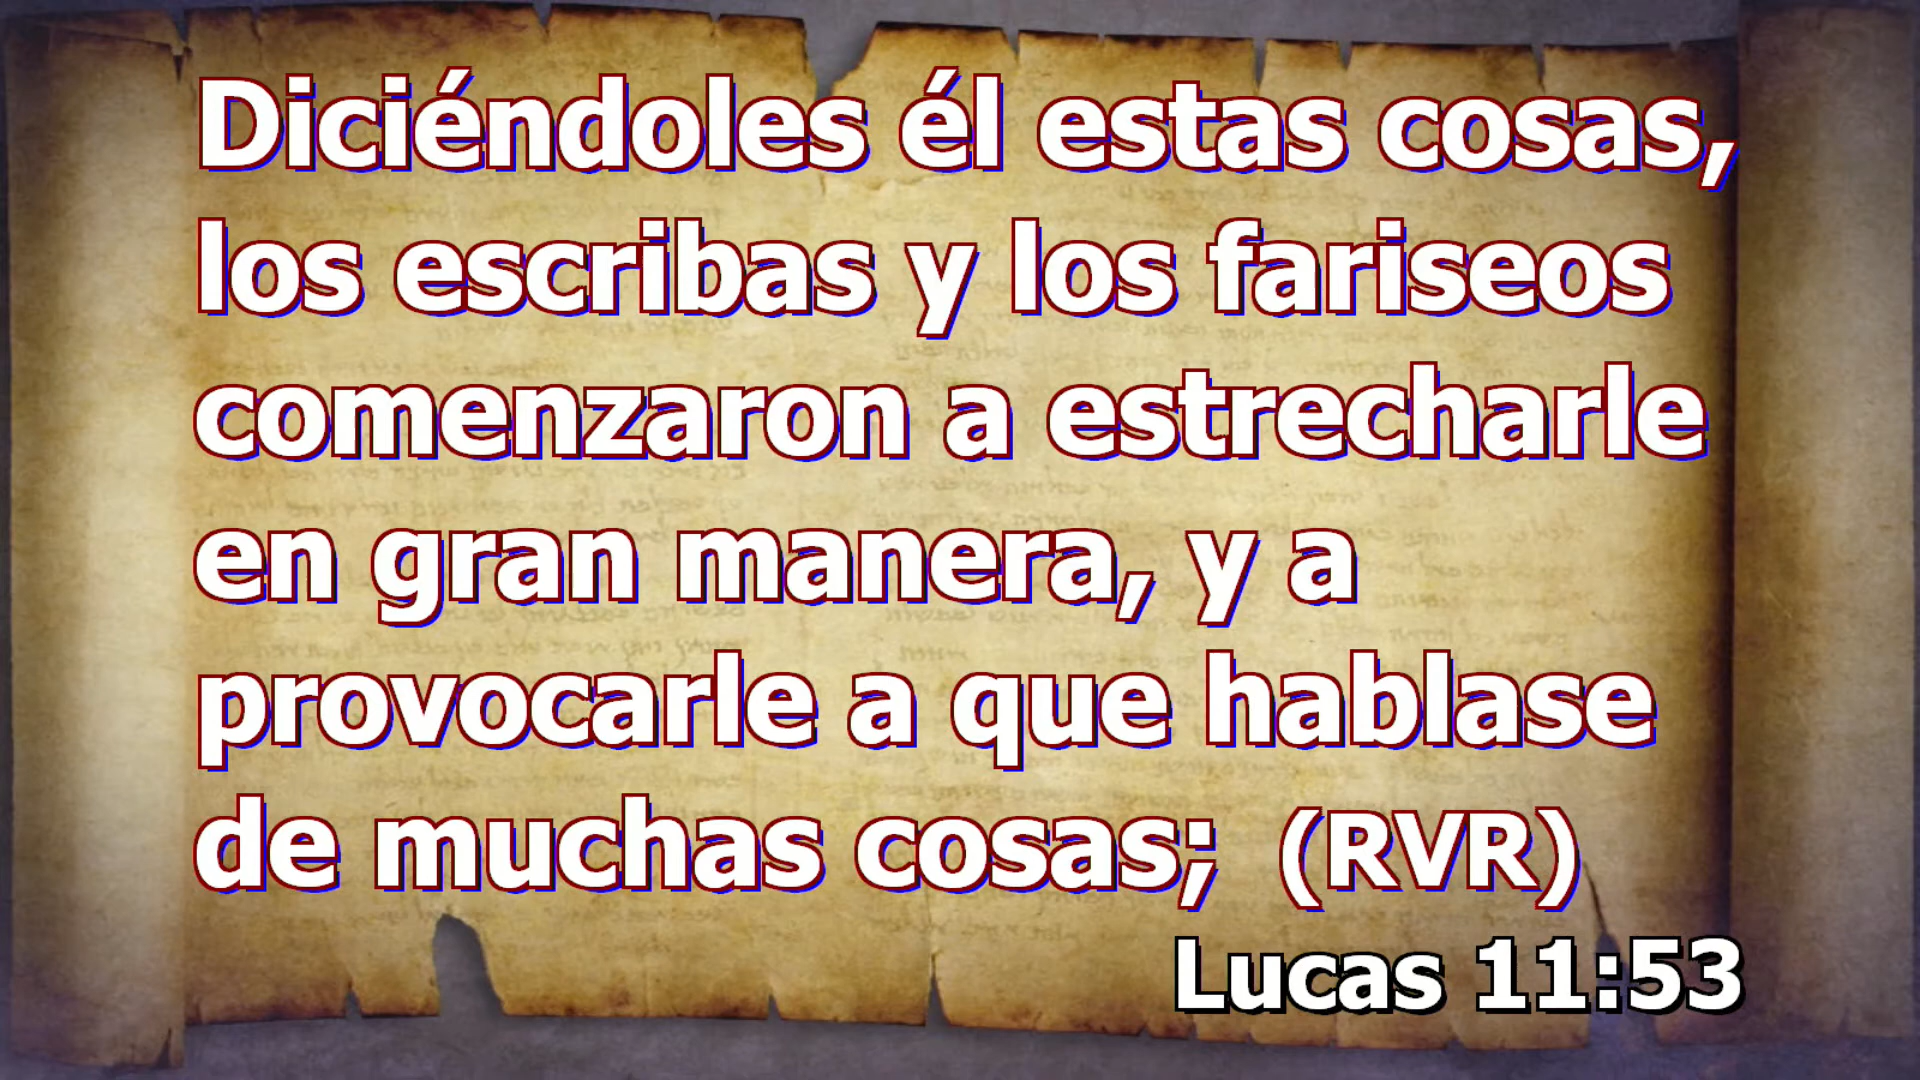 Diciéndoles él estas cosas,
los escribas y los fariseos
comenzaron a estrecharle
en gran manera, y a
provocarle a que hablase
de muchas cosas; (RVR)
Lucas 11:53